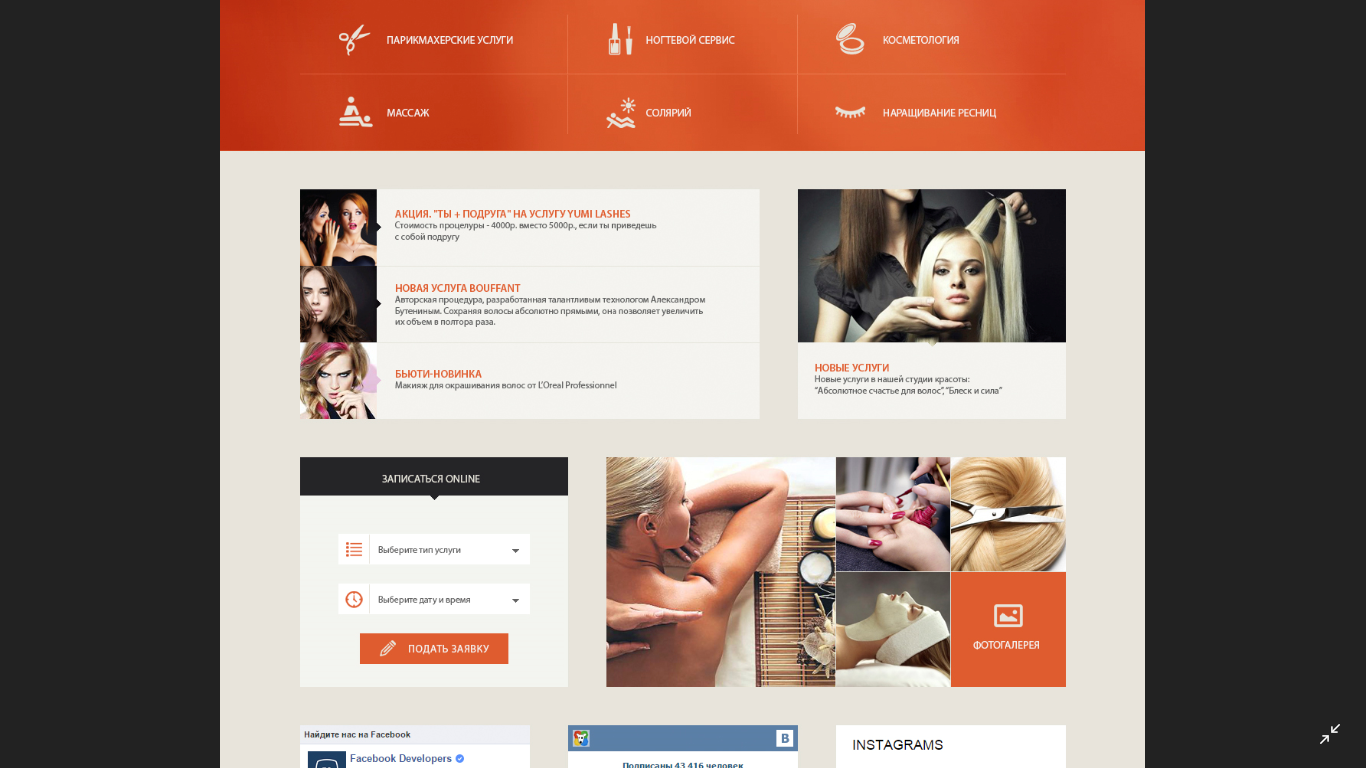 ПАРИКМАХЕРСКИЕ УСЛУГИ
НОГТЕВОЙ СЕРВИС
КОСМЕТОЛОГИЯ
МАССАЖ
СОЛЯРИЙ
НАРАЩИВАНИЕ РЕСНИЦ
АКЦИЯ. "ТЫ + ПОДРУГА" НА УСЛУГУ YUMI LASHES
Стоимость процелуры - 4000р. вместо 5000р., если ты приведешь
с собой подругу
НОВАЯ УСЛУГА BOUFFANT
Авторская процедура, разработанная талантливым технологом Александром
Бутениным. Сохраняя волосы абсолютно прямыми, она позволяет увеличить
их объем в полтора раза.
БЬЮТИ-НОВИНКА
Макияж для окрашивания волос от L'Oreal Professionnel
НОВЫЕ УСЛУГИ
Новые услуги в нашей студии красоты:
"Абсолютное счастье для волос", "Блеск и сила"
ЗАПИСАТЬСЯ ONLINE
Выберите тип услуги
Выберите дату и время
ПОДАТЬ ЗАЯВКУ
ФОТОГАЛЕРЕЯ
Найдите нас на Facebook
Facebook Developers
B
Подписаны 43 416 человек
INSTAGRAMS